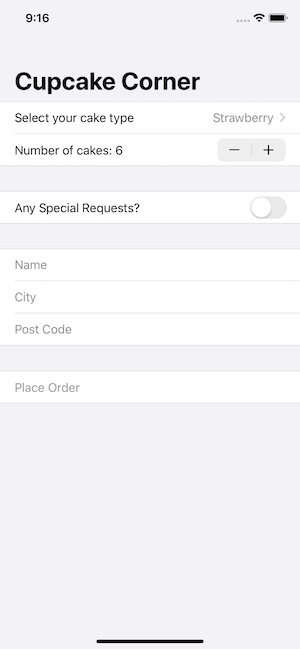 9:16
Cupcake Corner
Select your cake type Strawberry
Number of cakes: 6
Any Special Requests?
Name
City
Post Code
Place Order